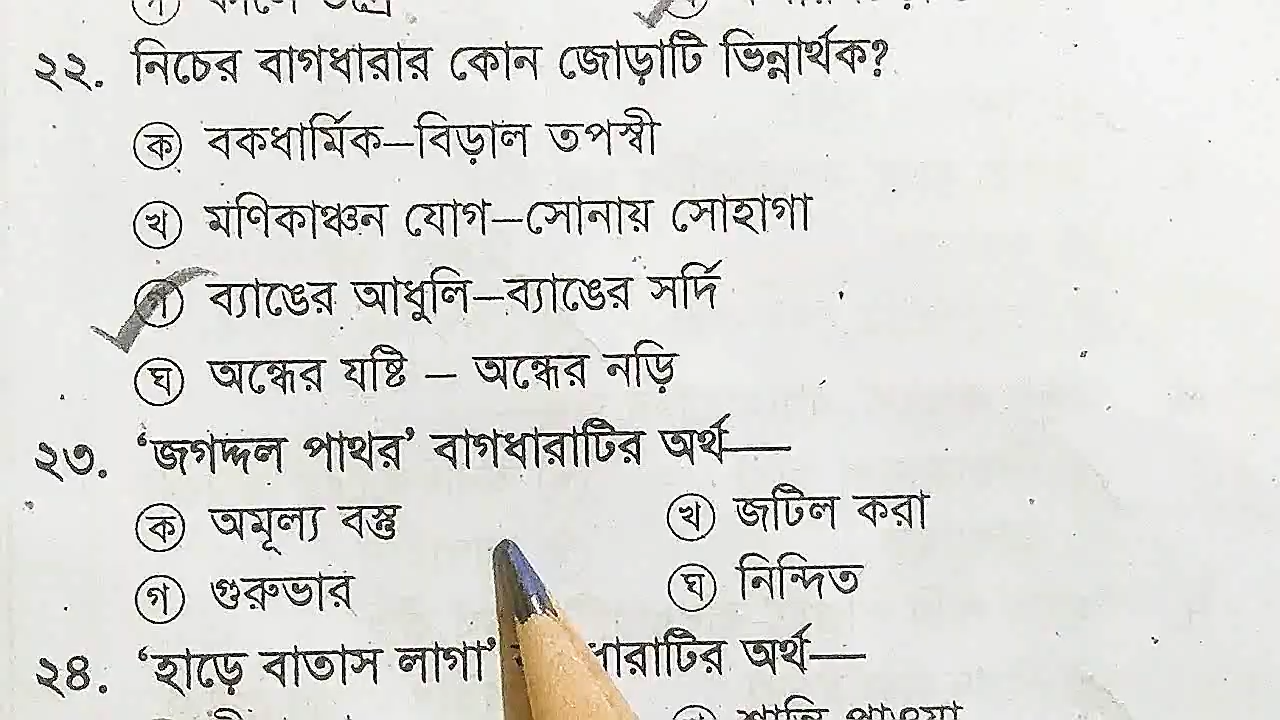 ২২. নিচের বাগধারার কোন জোড়াটি ভিন্নার্থক?
ক বকধার্মিক—বিড়াল তপস্বী
খ মণিকাঞ্চন যোগ—সোনায় সোহাগা
গ ব্যাঙের আধুলি—ব্যাঙের সর্দি
ঘ অন্ধের যষ্টি — অন্ধের নড়ি
২৩. ‘জগদ্দল পাথর’ বাগধারাটির অর্থ—
ক অমূল্য বস্তু খ জটিল করা
গ গুরুভার ঘ নিন্দিত
২৪. ‘হাড়ে বাতাস লাগা’ অর্থ—